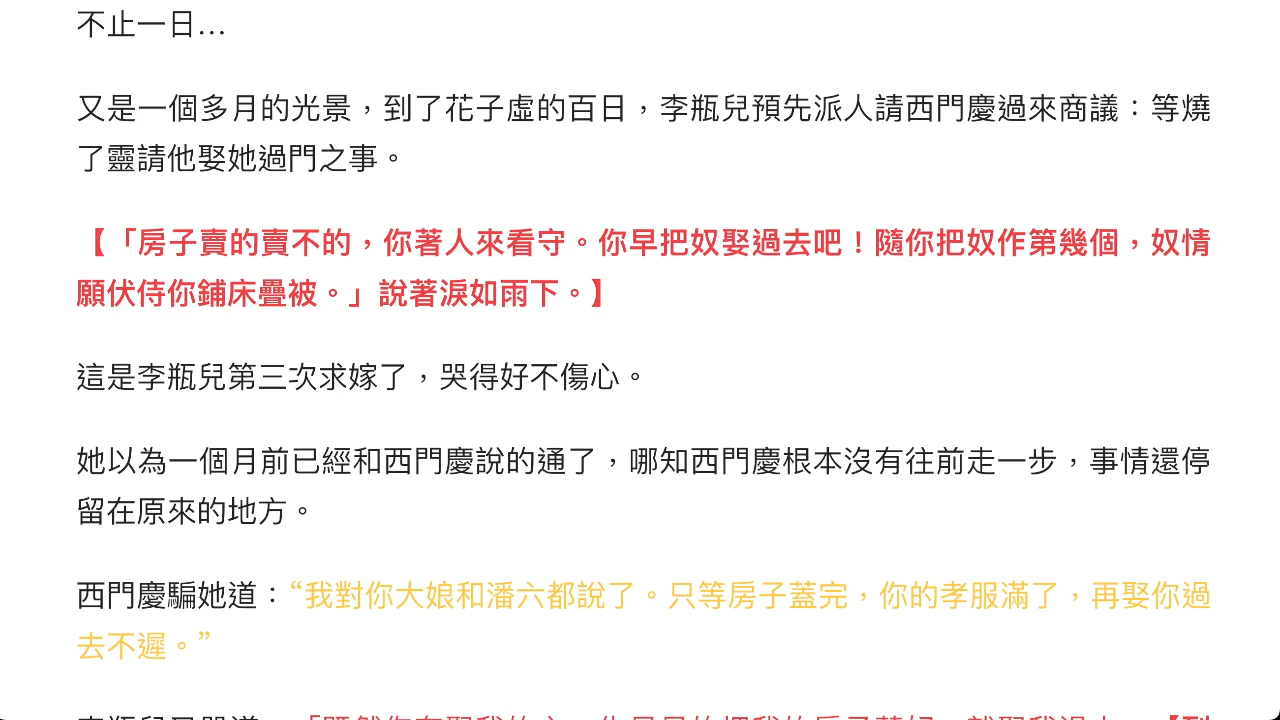 不止一日…
又是一個多月的光景，到了花子虛的百日，李瓶兒預先派人請西門慶過來商議：等燒
了靈請他娶她過門之事。
【「房子賣的賣不的，你著人來看守。你早把奴娶過去吧！隨你把奴作第幾個，奴情
願伏侍你鋪床疊被。」說著淚如雨下。】
這是李瓶兒第三次求嫁了，哭得好不傷心。
她以為一個月前已經和西門慶說的通了，哪知西門慶根本沒有往前走一步，事情還停
留在原來的地方。
西門慶騙她道：“我對你大娘和潘六都說了。只等房子蓋完，你的孝服滿了，再娶你過
去不遲。”